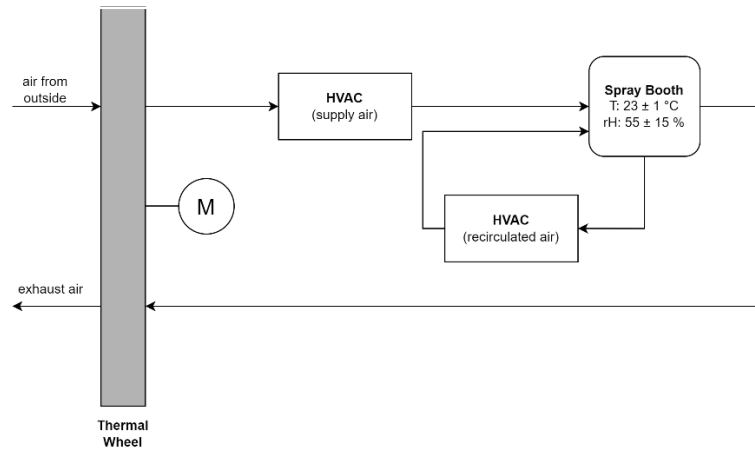 air from
outside
HVAC
(supply air)
Spray Booth
T: 23 ± 1 °C
rH: 55 ± 15 %
M
HVAC
(recirculated air)
exhaust air
Thermal
Wheel